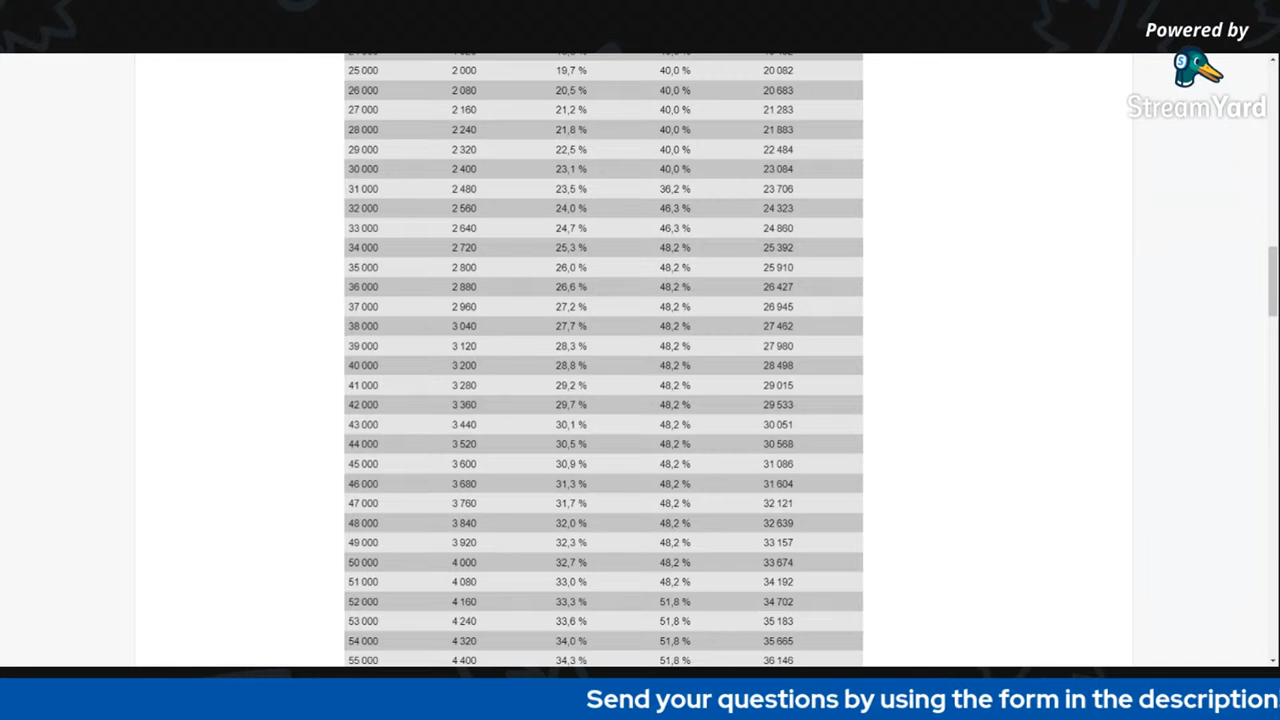 Powered by
StreamYard
25 000 2 000 19,7 % 40,0 % 20 082
26 000 2 080 20,5 % 40,0 % 20 683
27 000 2 160 21,2 % 40,0 % 21 283
28 000 2 240 21,8 % 40,0 % 21 883
29 000 2 320 22,5 % 40,0 % 22 484
30 000 2 400 23,1 % 40,0 % 23 084
31 000 2 480 23,5 % 36,2 % 23 706
32 000 2 560 24,0 % 46,3 % 24 323
33 000 2 640 24,7 % 46,3 % 24 860
34 000 2 720 25,3 % 48,2 % 25 392
35 000 2 800 26,0 % 48,2 % 25 910
36 000 2 880 26,6 % 48,2 % 26 427
37 000 2 960 27,2 % 48,2 % 26 945
38 000 3 040 27,7 % 48,2 % 27 462
39 000 3 120 28,3 % 48,2 % 27 980
40 000 3 200 28,8 % 48,2 % 28 498
41 000 3 280 29,2 % 48,2 % 29 015
42 000 3 360 29,7 % 48,2 % 29 533
43 000 3 440 30,1 % 48,2 % 30 051
44 000 3 520 30,5 % 48,2 % 30 568
45 000 3 600 30,9 % 48,2 % 31 086
46 000 3 680 31,3 % 48,2 % 31 604
47 000 3 760 31,7 % 48,2 % 32 121
48 000 3 840 32,0 % 48,2 % 32 639
49 000 3 920 32,3 % 48,2 % 33 157
50 000 4 000 32,7 % 48,2 % 33 674
51 000 4 080 33,0 % 48,2 % 34 192
52 000 4 160 33,3 % 51,8 % 34 702
53 000 4 240 33,6 % 51,8 % 35 183
54 000 4 320 34,0 % 51,8 % 35 665
55 000 4 400 34,3 % 51,8 % 36 146
Send your questions by using the form in the description